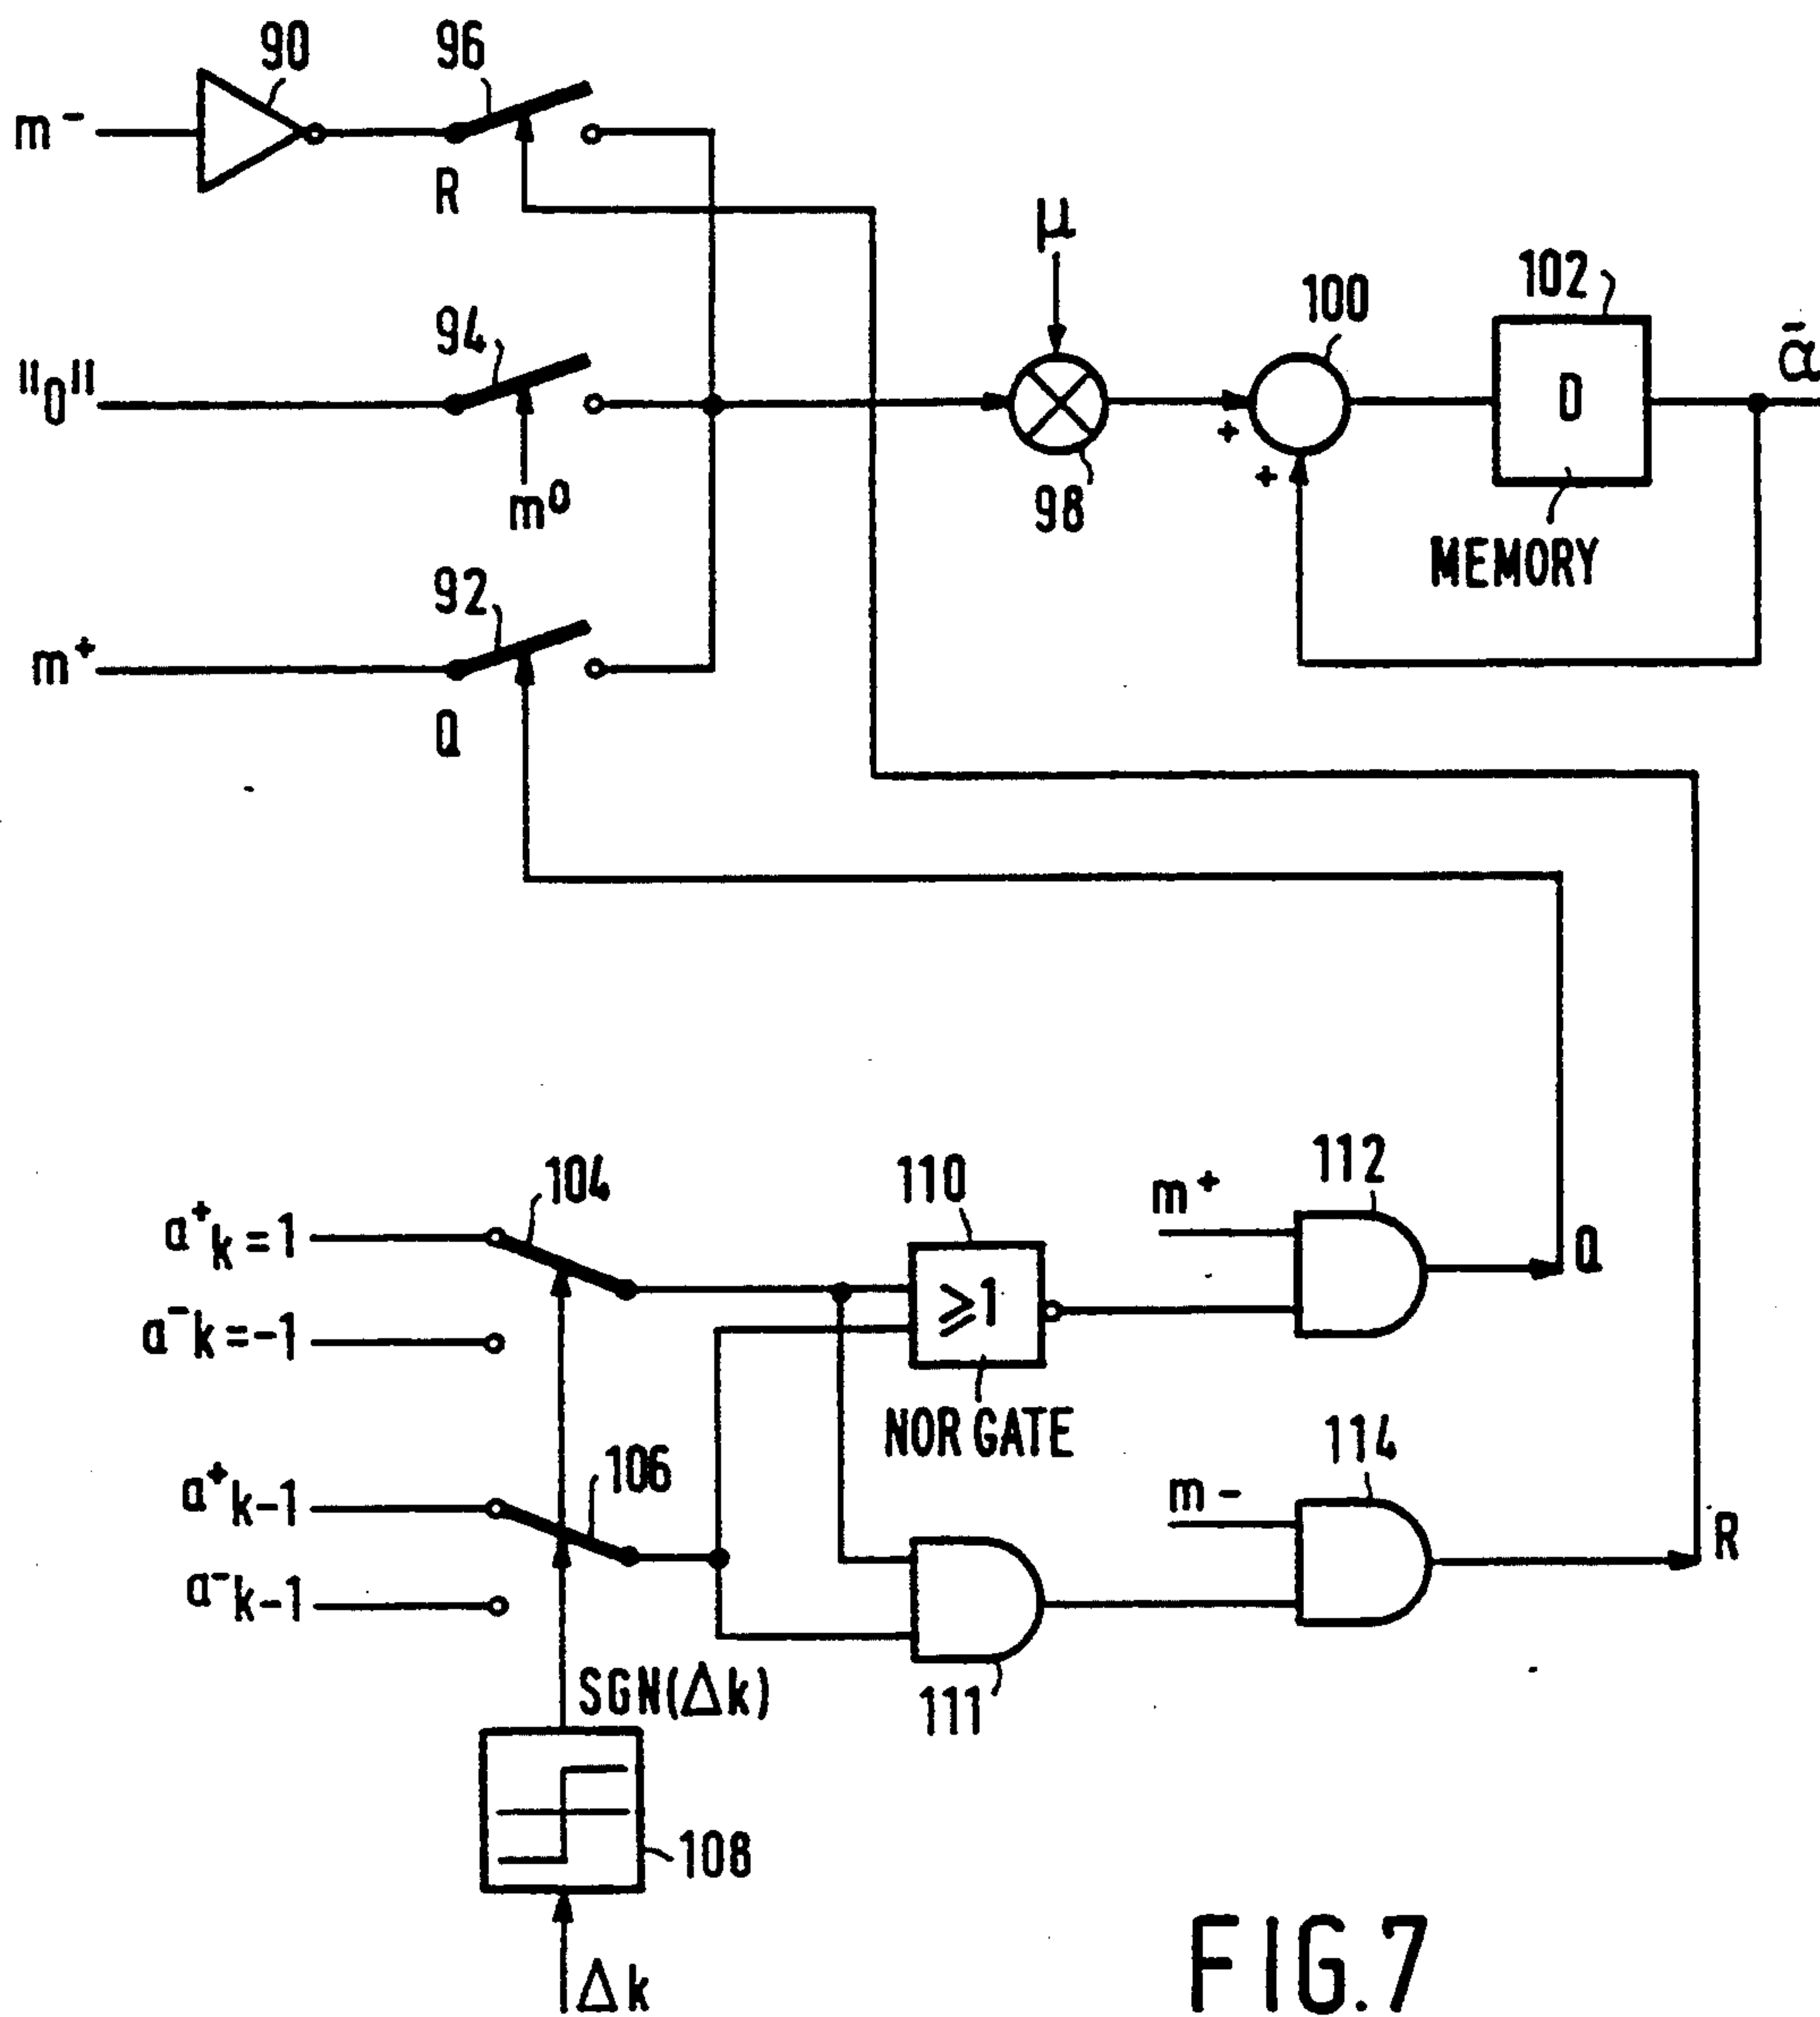 90
96
m⁻
R
μ
94
100
102
"0"
D
ᾱ
m⁰
98
MEMORY
92
m⁺
Q
104
110
m⁺
112
a⁺k=1
Q
≥1
a⁻k=-1
NOR GATE
106
114
a⁺k-1
m-
R
a⁻k-1
SGN(Δk)
111
108
Δk
FIG.7